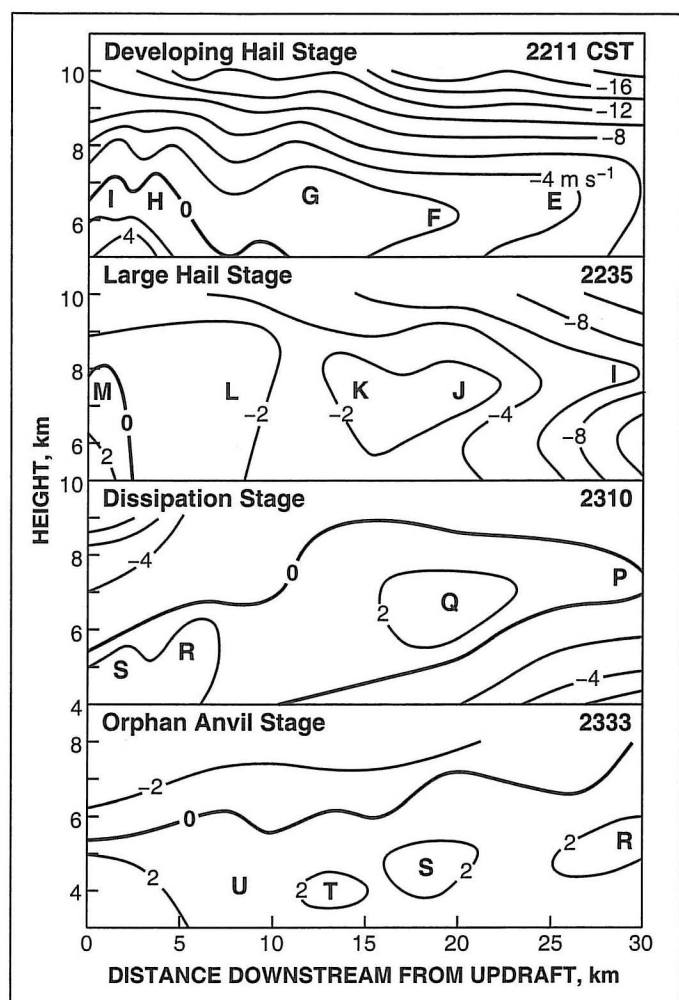 Developing Hail Stage 2211 CST
10
-16
-12
8
-8
-4 m s⁻¹
I H G E
0 F
6
4
Large Hail Stage 2235
10
-8
8
I
M L K J
0 -2 -2 -4
-8
6
2
10
Dissipation Stage 2310
-4
8
0
P
Q
2
6
R
S
-4
4
Orphan Anvil Stage 2333
8
-2
6
0
2 R
S
2
2
U 2 T
4
0 5 10 15 20 25 30
HEIGHT, km
DISTANCE DOWNSTREAM FROM UPDRAFT, km